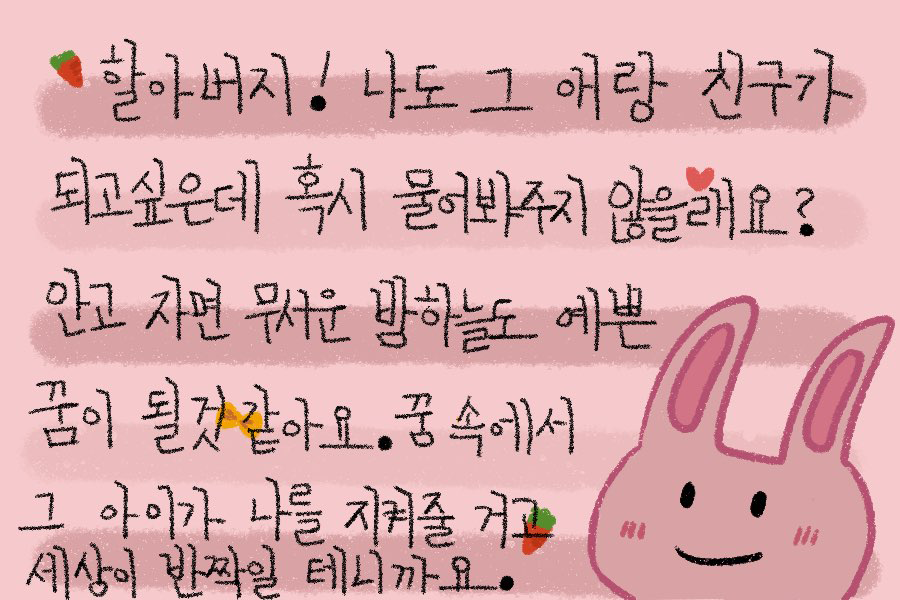 할아버지! 나도 그 애랑 친구가
되고싶은데 혹시 물어봐주지 않을래요?
안고 자면 무서운 밤하늘도 예쁜
꿈이 될것 같아요. 꿈 속에서
그 아이가 나를 지켜줄 거고
세상이 반짝일 테니까요.